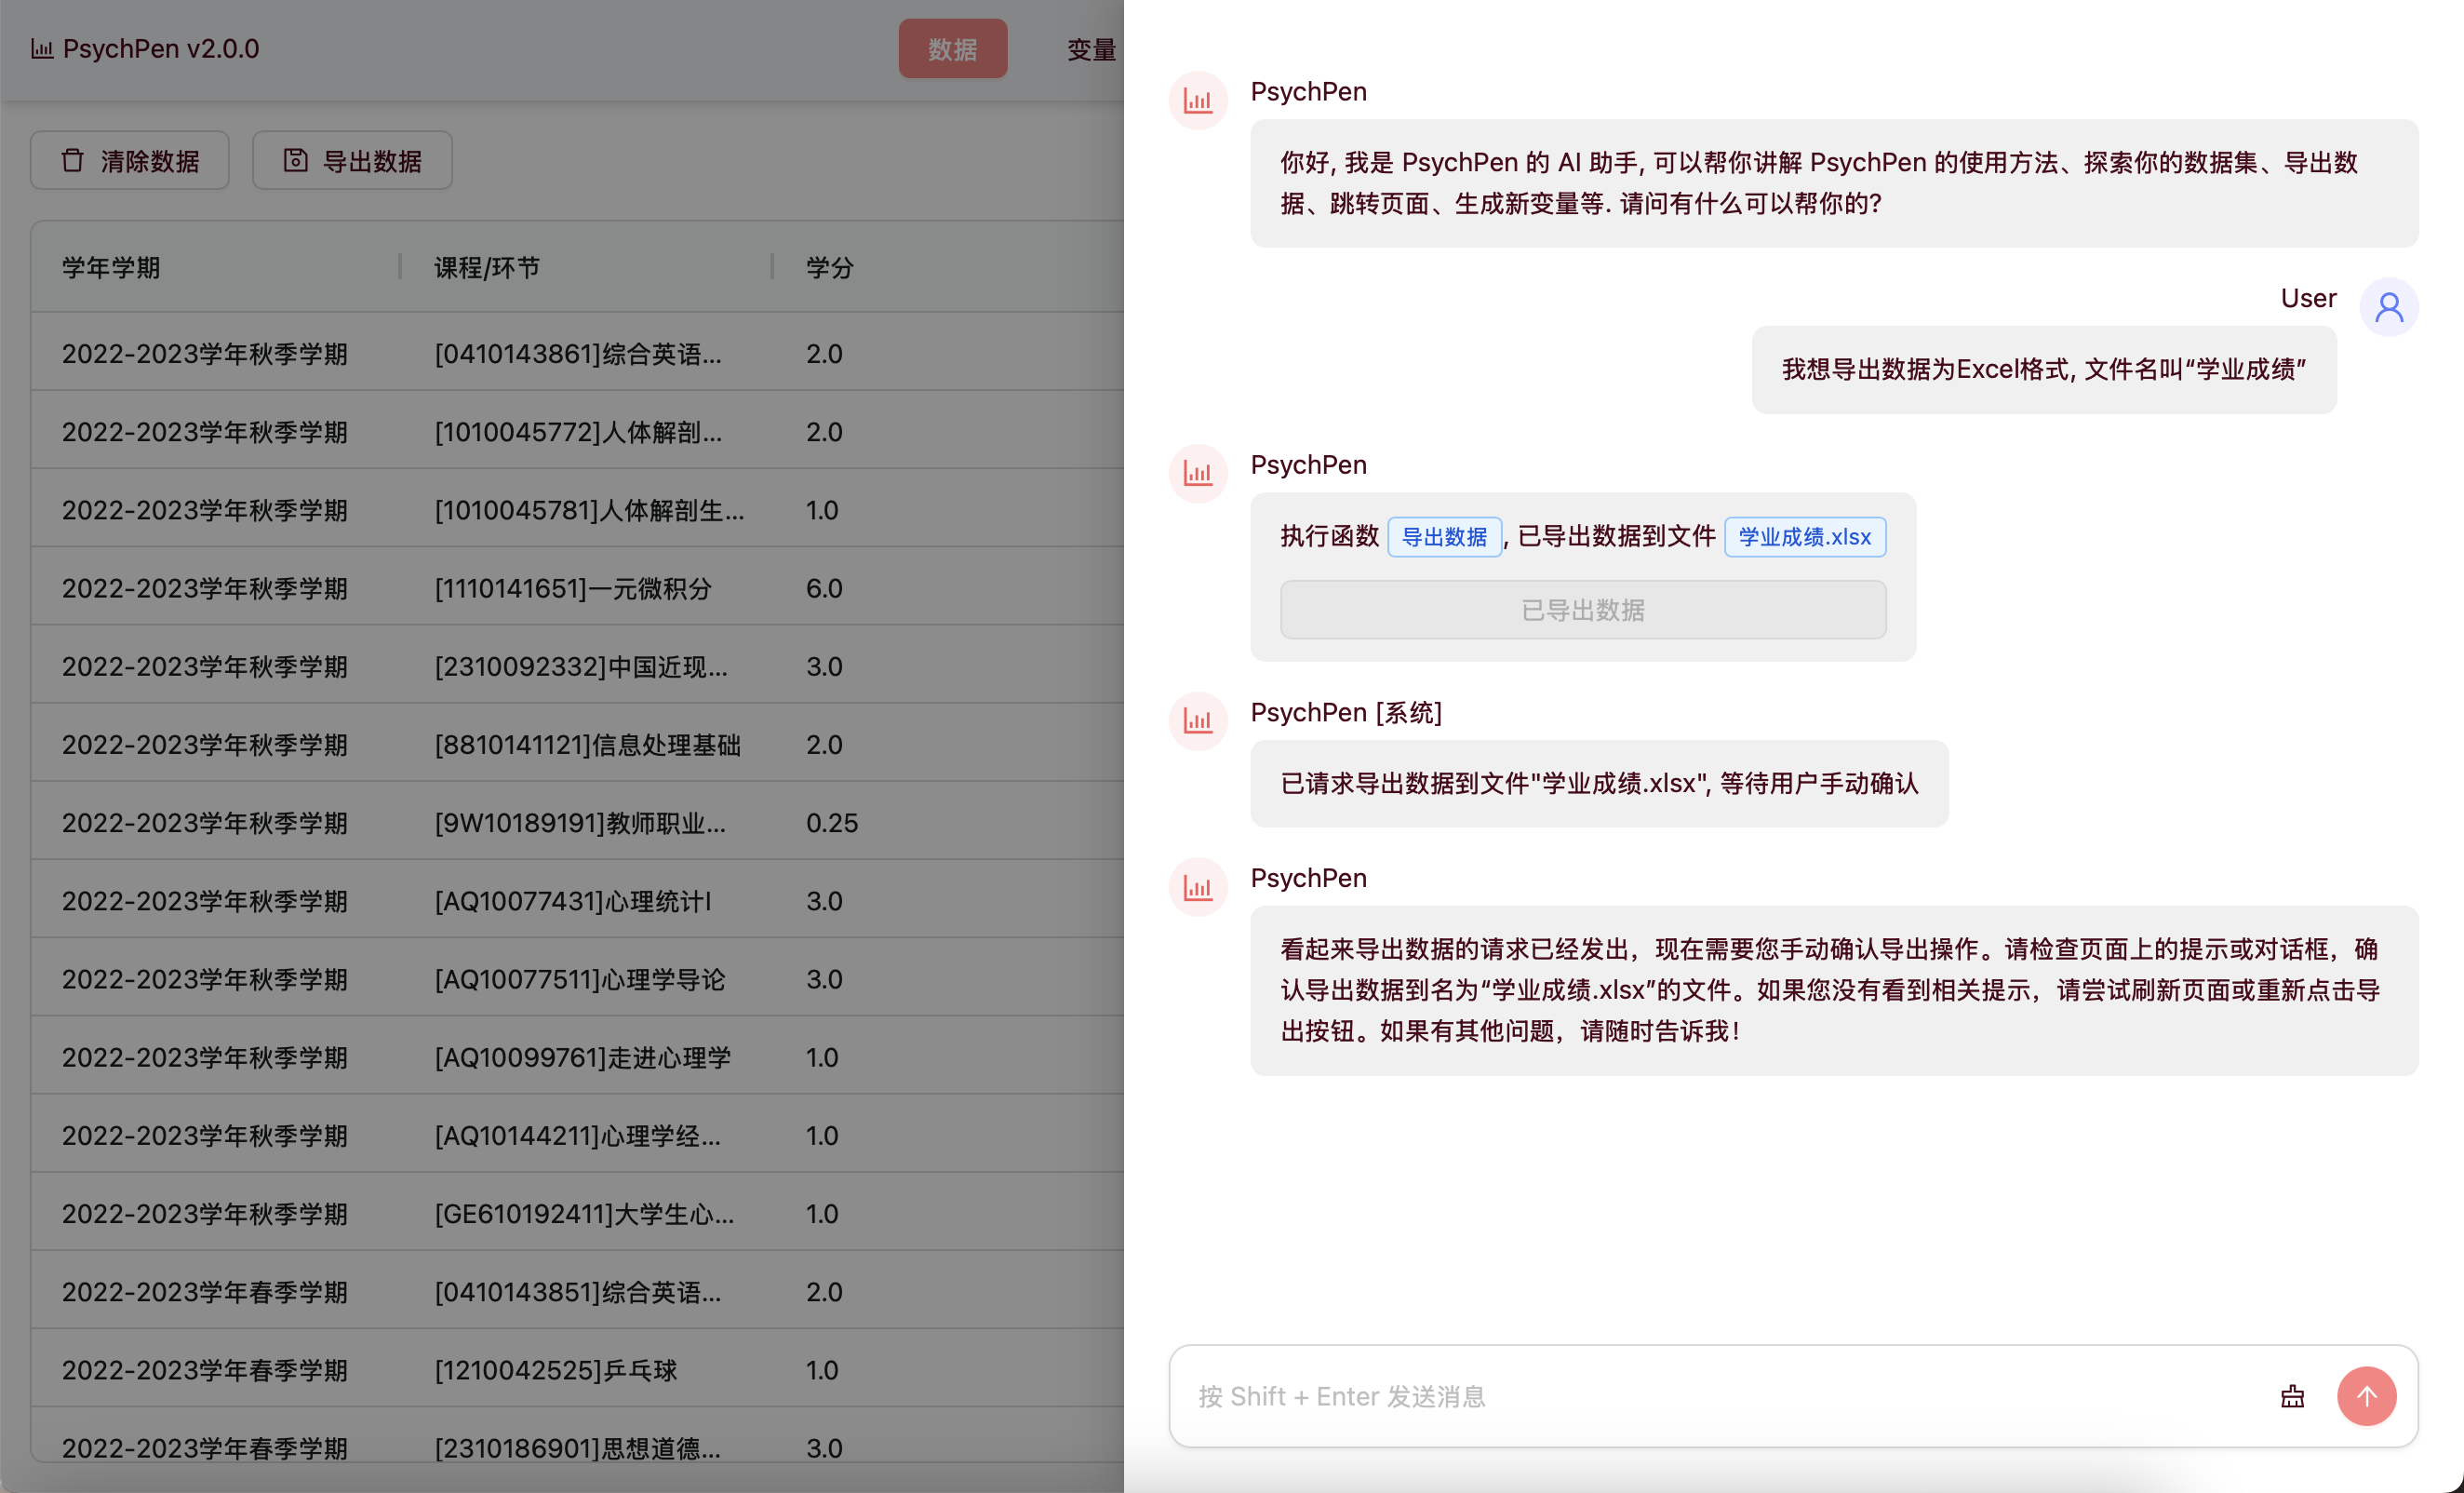 PsychPen v2.0.0
数据
变量
清除数据
导出数据
学年学期 课程/环节 学分
2022-2023学年秋季学期 [0410143861]综合英语... 2.0
2022-2023学年秋季学期 [1010045772]人体解剖... 2.0
2022-2023学年秋季学期 [1010045781]人体解剖生... 1.0
2022-2023学年秋季学期 [1110141651]一元微积分 6.0
2022-2023学年秋季学期 [2310092332]中国近现... 3.0
2022-2023学年秋季学期 [8810141121]信息处理基础 2.0
2022-2023学年秋季学期 [9W10189191]教师职业... 0.25
2022-2023学年秋季学期 [AQ10077431]心理统计I 3.0
2022-2023学年秋季学期 [AQ10077511]心理学导论 3.0
2022-2023学年秋季学期 [AQ10099761]走进心理学 1.0
2022-2023学年秋季学期 [AQ10144211]心理学经... 1.0
2022-2023学年秋季学期 [GE610192411]大学生心... 1.0
2022-2023学年春季学期 [0410143851]综合英语... 2.0
2022-2023学年春季学期 [1210042525]乒乓球 1.0
2022-2023学年春季学期 [2310186901]思想道德... 3.0
PsychPen
你好, 我是 PsychPen 的 AI 助手, 可以帮你讲解 PsychPen 的使用方法、探索你的数据集、导出数
据、跳转页面、生成新变量等. 请问有什么可以帮你的?
User
我想导出数据为Excel格式, 文件名叫“学业成绩”
PsychPen
执行函数 导出数据, 已导出数据到文件 学业成绩.xlsx
已导出数据
PsychPen [系统]
已请求导出数据到文件"学业成绩.xlsx", 等待用户手动确认
PsychPen
看起来导出数据的请求已经发出，现在需要您手动确认导出操作。请检查页面上的提示或对话框，确
认导出数据到名为“学业成绩.xlsx”的文件。如果您没有看到相关提示，请尝试刷新页面或重新点击导
出按钮。如果有其他问题，请随时告诉我！
按 Shift + Enter 发送消息